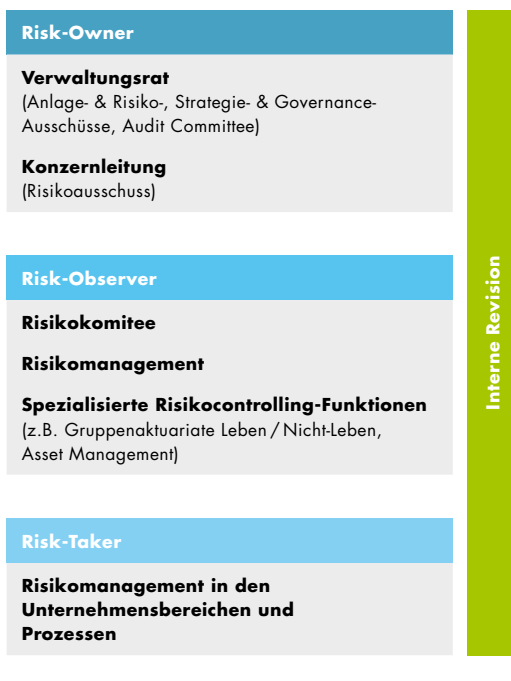 Risk-Owner
Verwaltungsrat
(Anlage- & Risiko-, Strategie- & Governance-
Ausschüsse, Audit Committee)
Konzernleitung
(Risikoausschuss)
Risk-Observer
Risikokomitee
Risikomanagement
Spezialisierte Risikocontrolling-Funktionen
(z.B. Gruppenaktuariate Leben / Nicht-Leben,
Asset Management)
Risk-Taker
Risikomanagement in den
Unternehmensbereichen und
Prozessen
Interne Revision